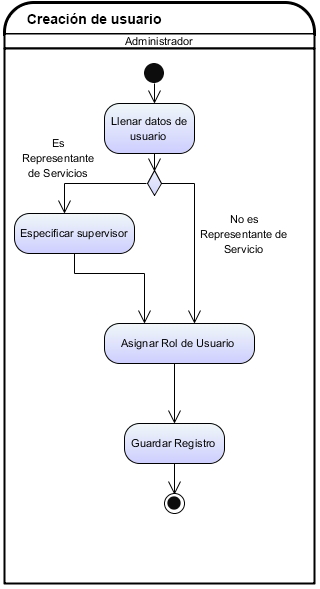 Creación de usuario
Administrador
Llenar datos de
usuario
Es
Representante
de Servicios
No es
Representante de
Servicio
Especificar supervisor
Asignar Rol de Usuario
Guardar Registro